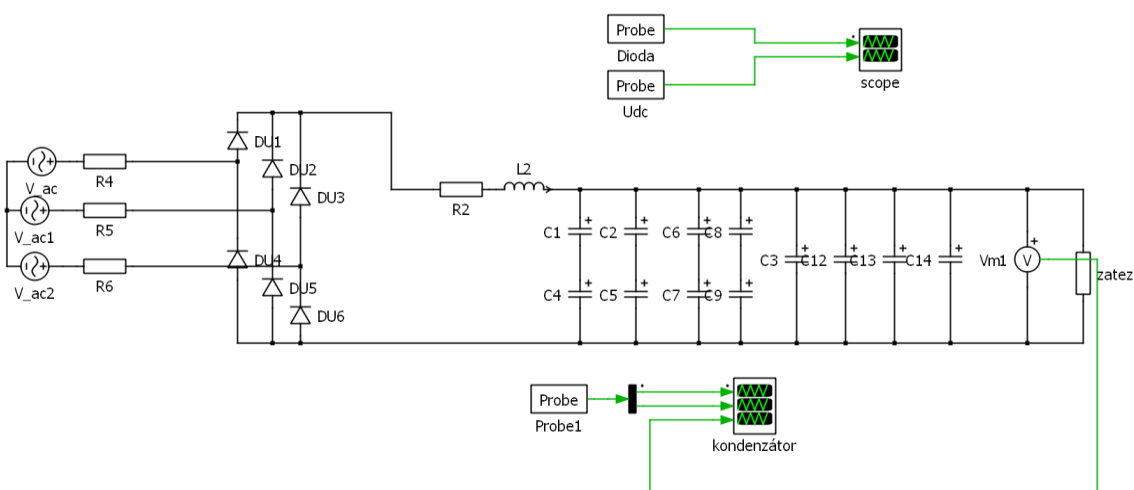 Probe
Dioda
Probe
Udc
scope
DU1
V_ac
R4
DU2
L2
DU3
R2
V_ac1
R5
C1
C2
C6
C8
DU4
C3
C12
C13
C14
Vm1
V
zatez
V_ac2
R6
DU5
C4
C5
C7
C9
DU6
Probe
Probe1
kondenzátor